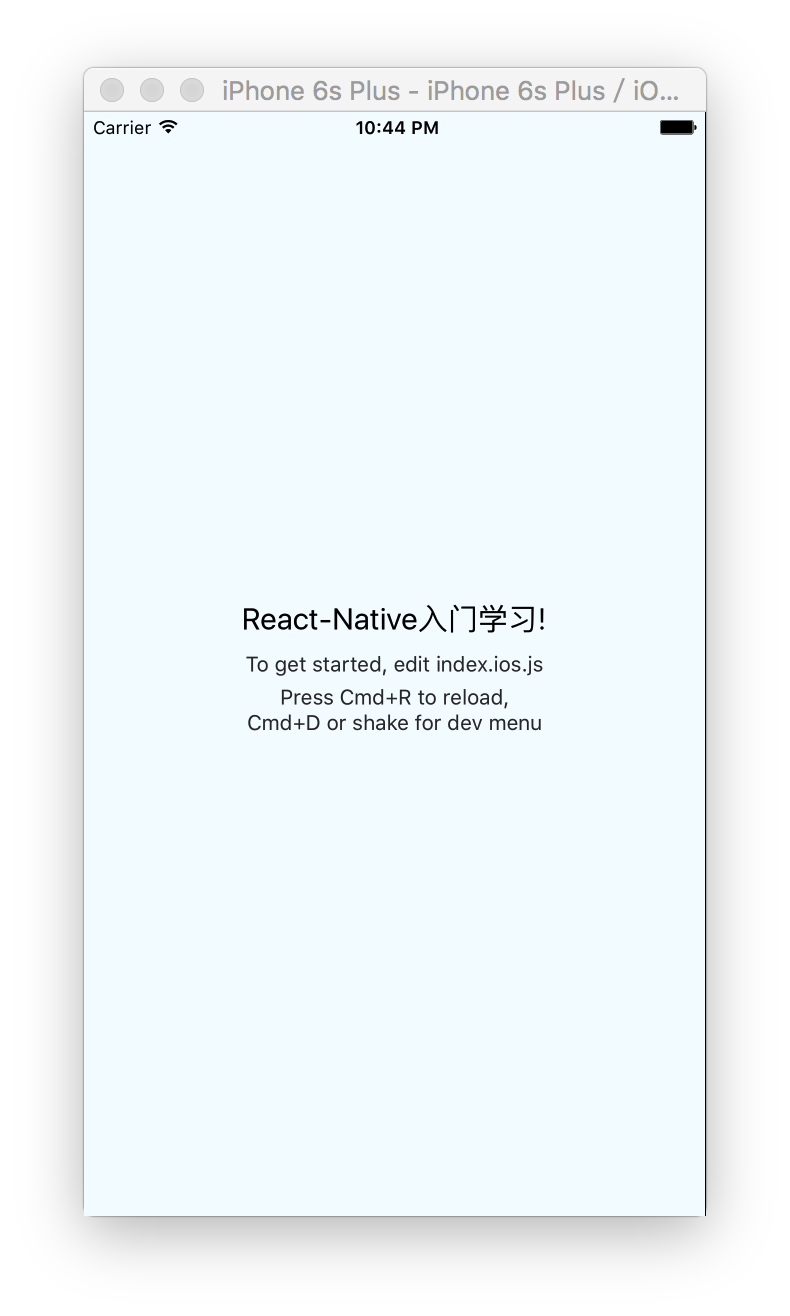 iPhone 6s Plus - iPhone 6s Plus / iO...
Carrier 10:44 PM
React-Native入门学习!
To get started, edit index.ios.js
Press Cmd+R to reload,
Cmd+D or shake for dev menu